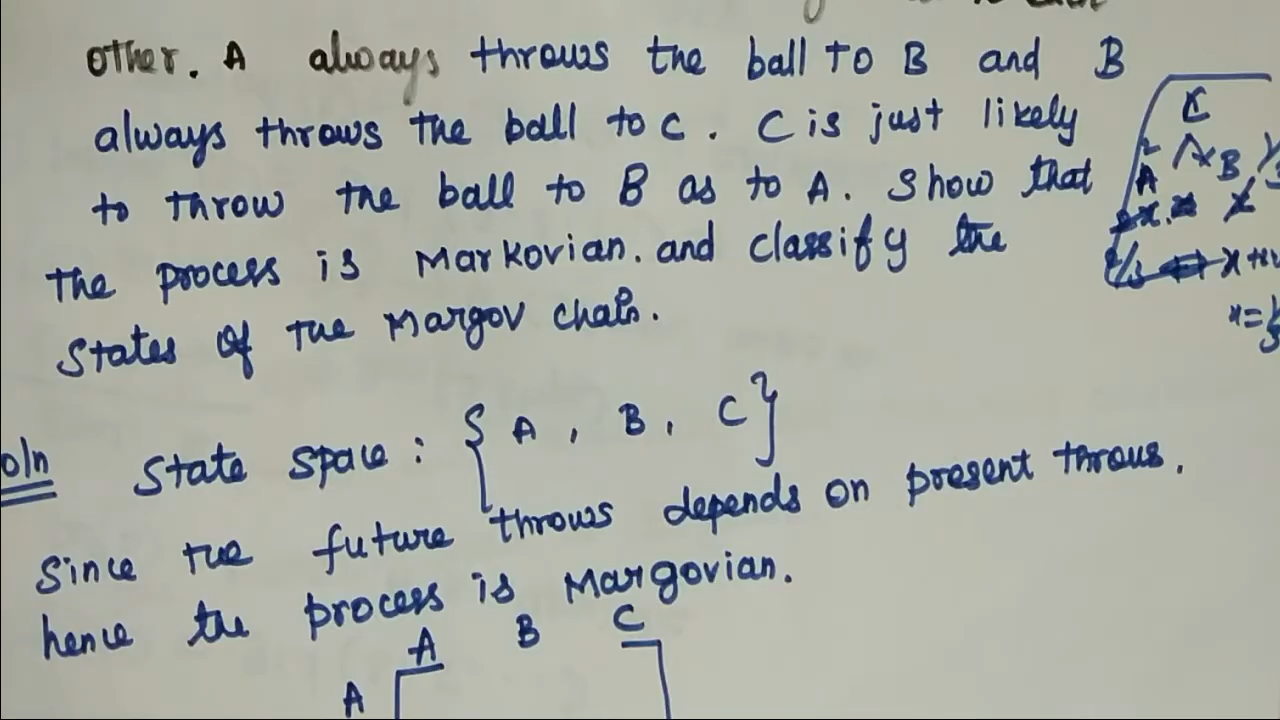 other. A always throws the ball to B and B
always throws the ball to C. C is just likely
to throw the ball to B as to A. Show that
the process is Markovian. and classify the
States of the Margov chain.
C
A B
oln State space : { A , B, C }
Since the future throws depends on present throws.
hence the process is Margovian.
A B C
A